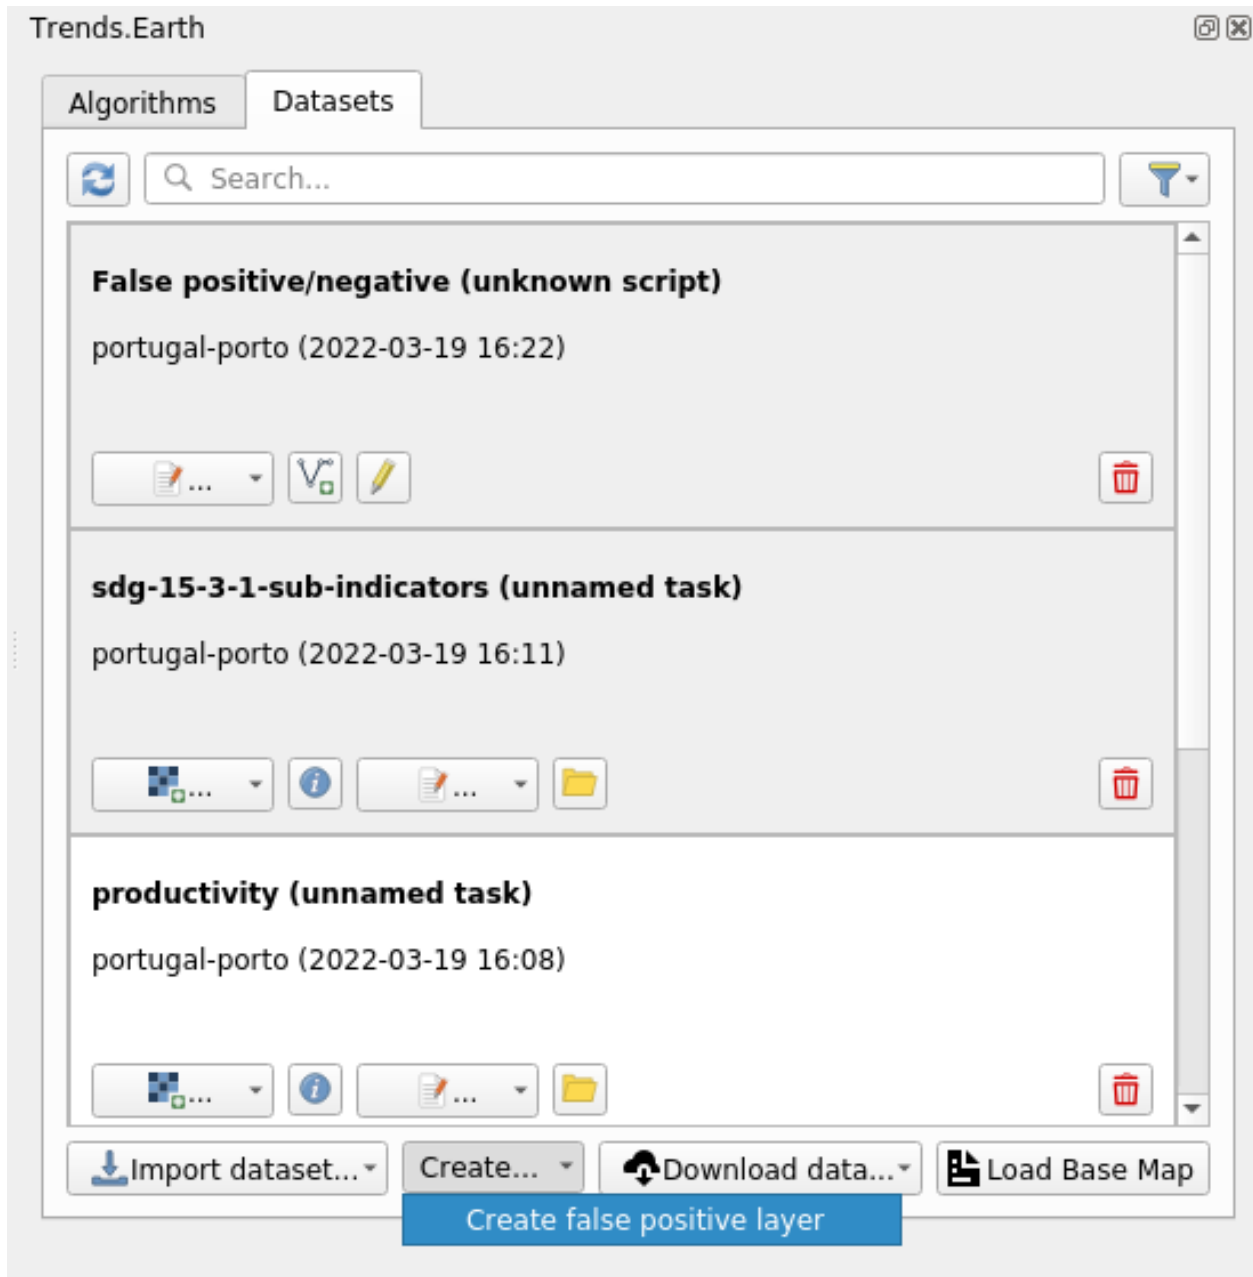 Trends.Earth
Algorithms
Datasets
Search...
False positive/negative (unknown script)
portugal-porto (2022-03-19 16:22)
...
sdg-15-3-1-sub-indicators (unnamed task)
portugal-porto (2022-03-19 16:11)
... ...
productivity (unnamed task)
portugal-porto (2022-03-19 16:08)
... ...
Import dataset... Create... Download data... Load Base Map
Create false positive layer